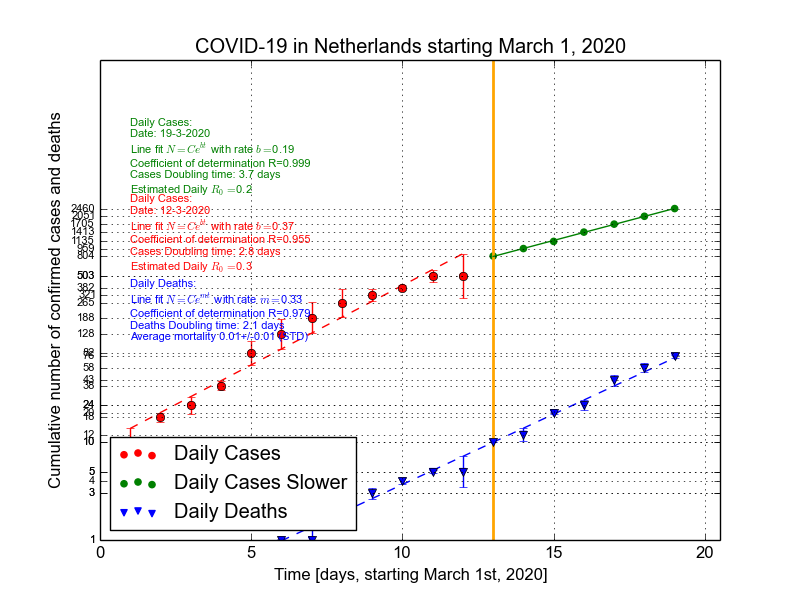 COVID-19 in Netherlands starting March 1, 2020
Cumulative number of confirmed cases and deaths
Daily Cases:
Date: 19-3-2020
Line fit N = Ce^{bt} with rate b =0.19
Coefficient of determination R=0.999
Cases Doubling time: 3.7 days
Estimated Daily R_0 =0.2
Daily Cases:
Date: 12-3-2020
Line fit N = Ce^{bt} with rate b =0.37
Coefficient of determination R=0.955
Cases Doubling time: 2.8 days
Estimated Daily R_0 =0.3
Daily Deaths:
Line fit N = Ce^{mt} with rate m =0.33
Coefficient of determination R=0.979
Deaths Doubling time: 2.1 days
Average mortality 0.01+/-0.01 (STD)
2460
2051
1705
1413
1135
959
804
503
382
321
265
188
128
82
76
58
43
38
24
20
18
12
10
5
4
3
1
Daily Cases
Daily Cases Slower
Daily Deaths
0
5
10
15
20
Time [days, starting March 1st, 2020]